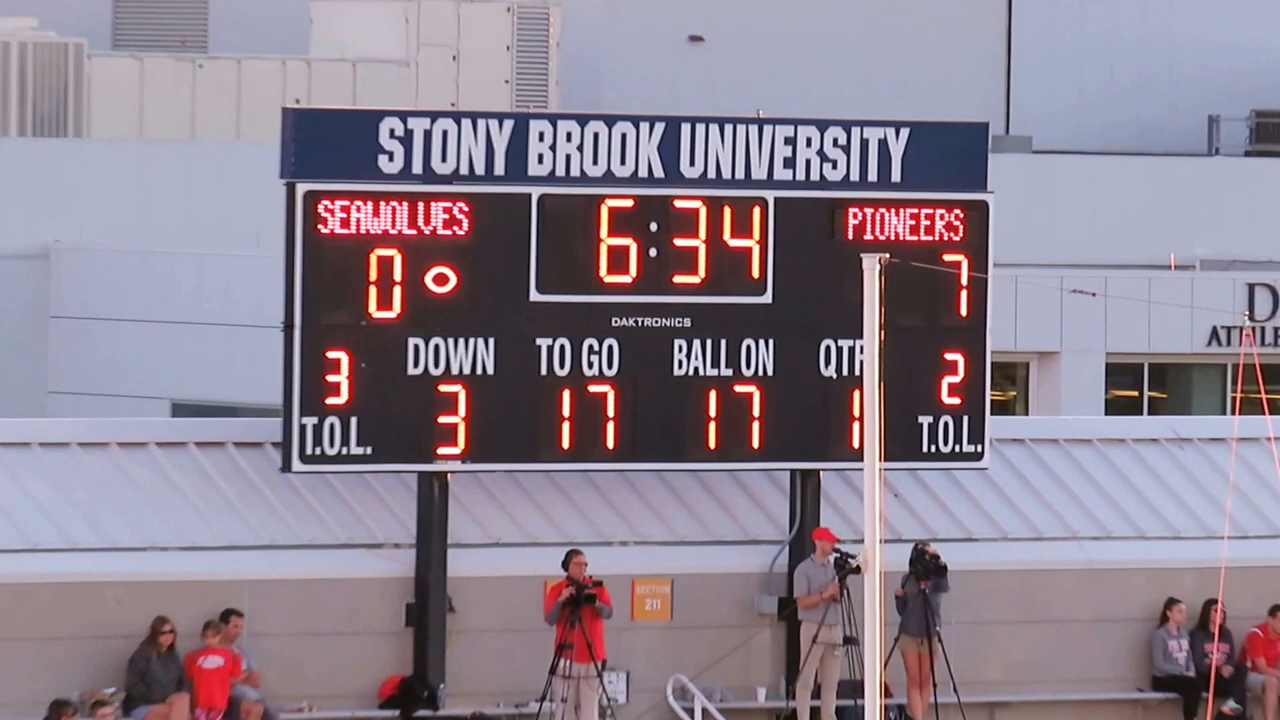 STONY BROOK UNIVERSITY
SEAWOLVES 6:34 PIONEERS
0 7
DAKTRONICS
DOWN TO GO BALL ON QTR
3 3 17 17 1 2
T.O.L. T.O.L.
SECTION
211